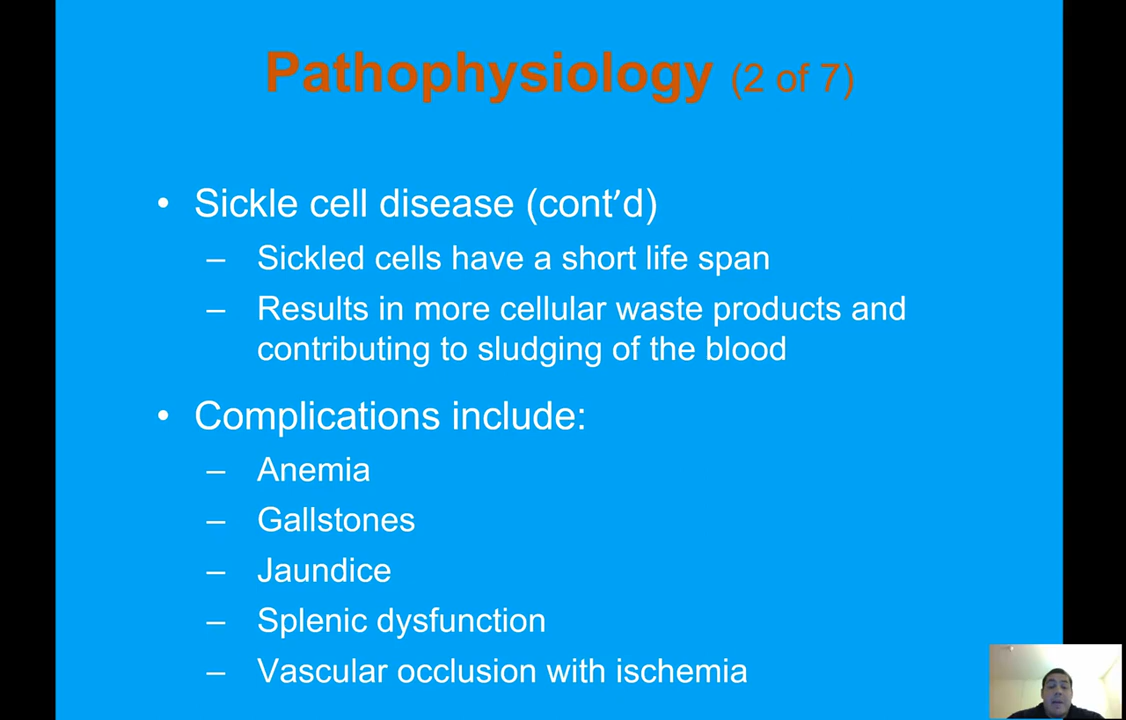 Pathophysiology (2 of 7)
• Sickle cell disease (cont’d)
– Sickled cells have a short life span
– Results in more cellular waste products and
contributing to sludging of the blood
• Complications include:
– Anemia
– Gallstones
– Jaundice
– Splenic dysfunction
– Vascular occlusion with ischemia